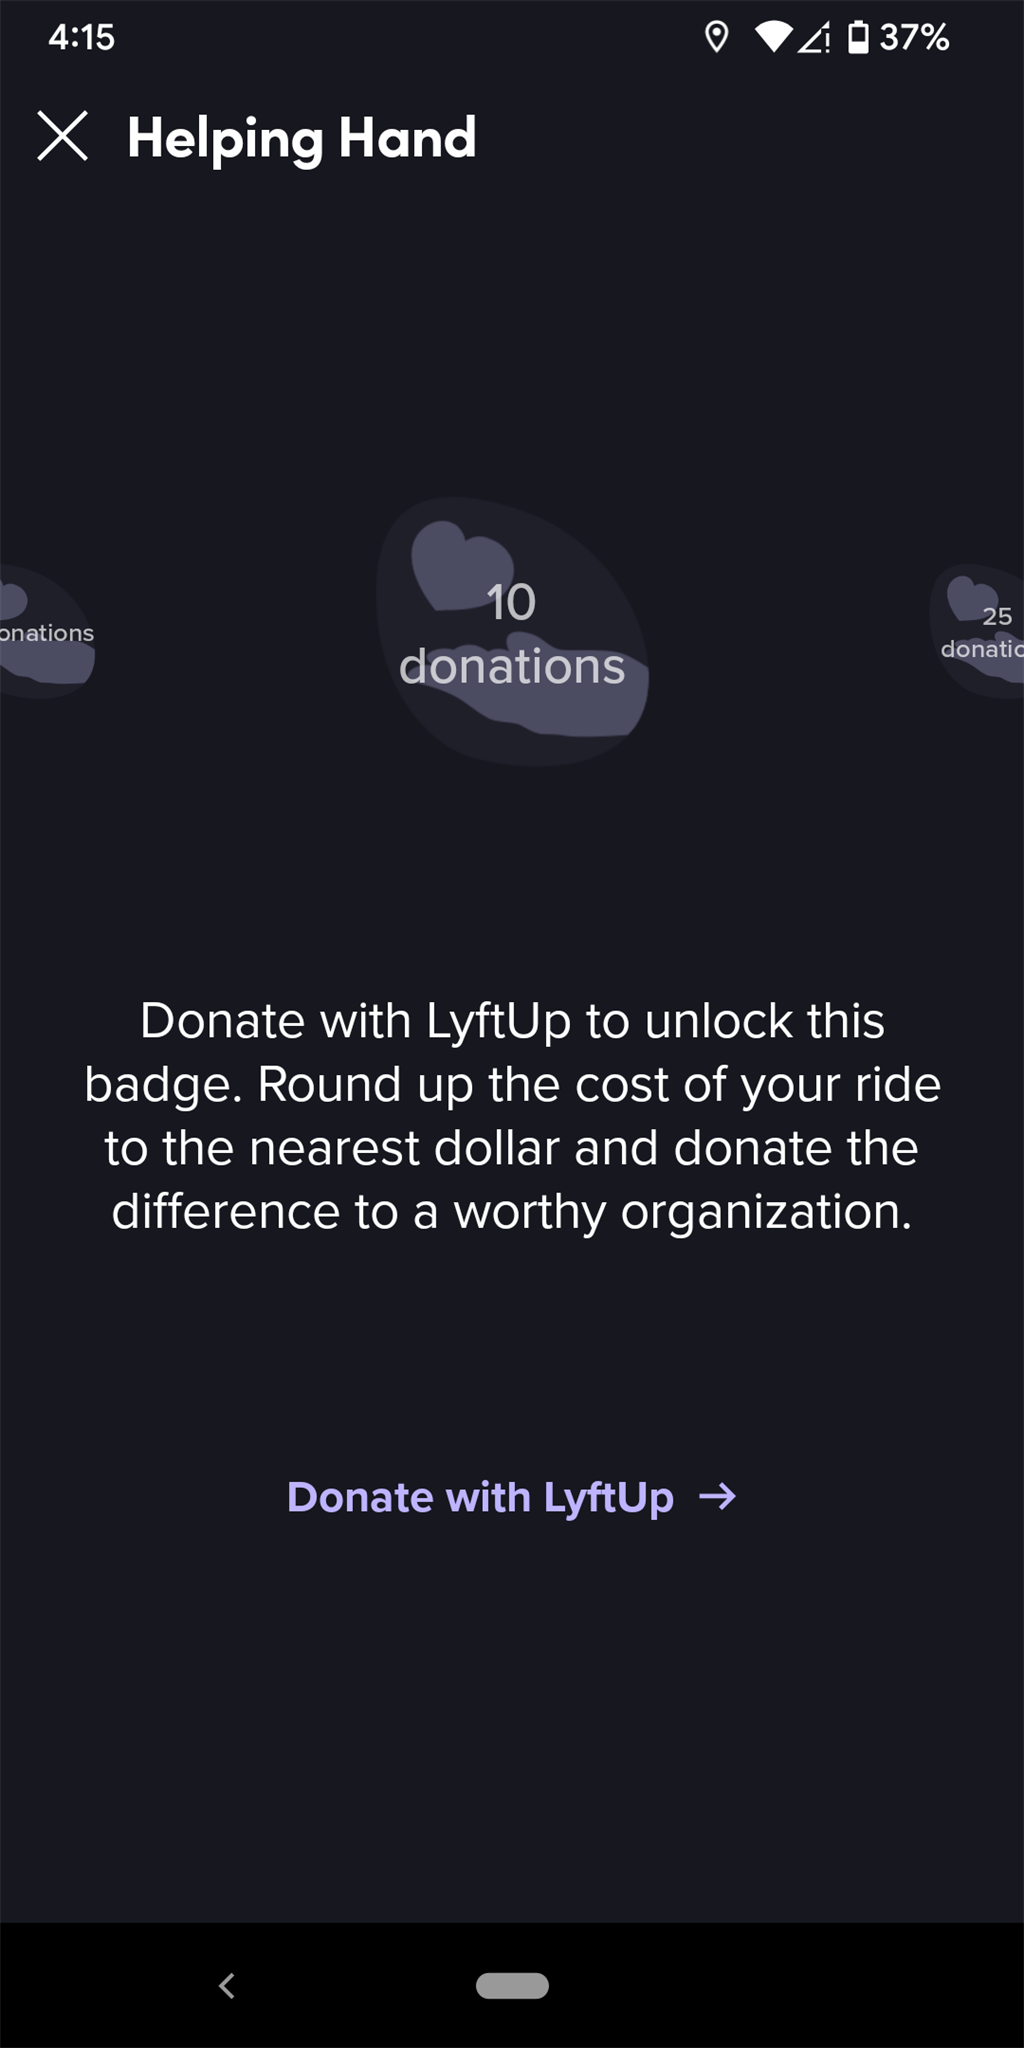 4:15
37%
Helping Hand
10
donations
onations
25
donatio
Donate with LyftUp to unlock this
badge. Round up the cost of your ride
to the nearest dollar and donate the
difference to a worthy organization.
Donate with LyftUp →